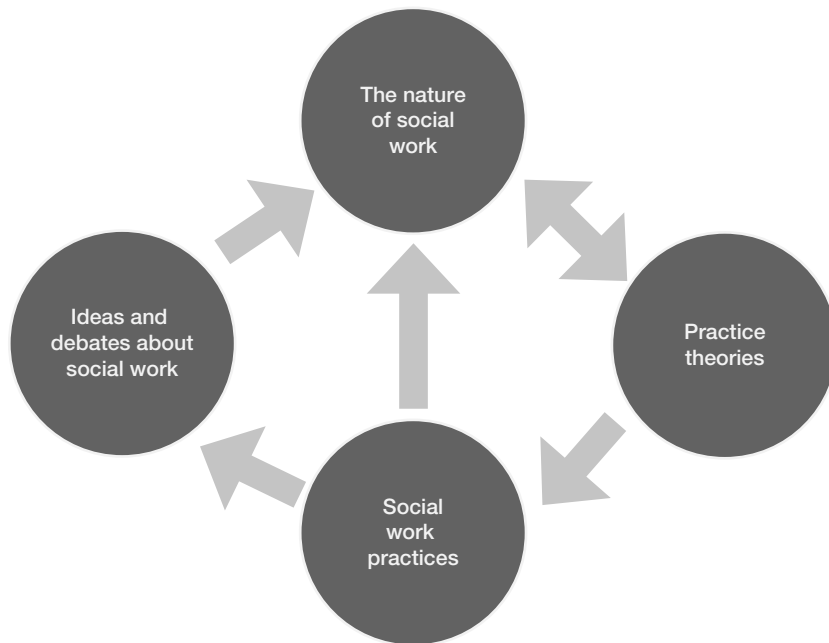 The nature
of social
work
Ideas and
debates about
social work
Practice
theories
Social
work
practices